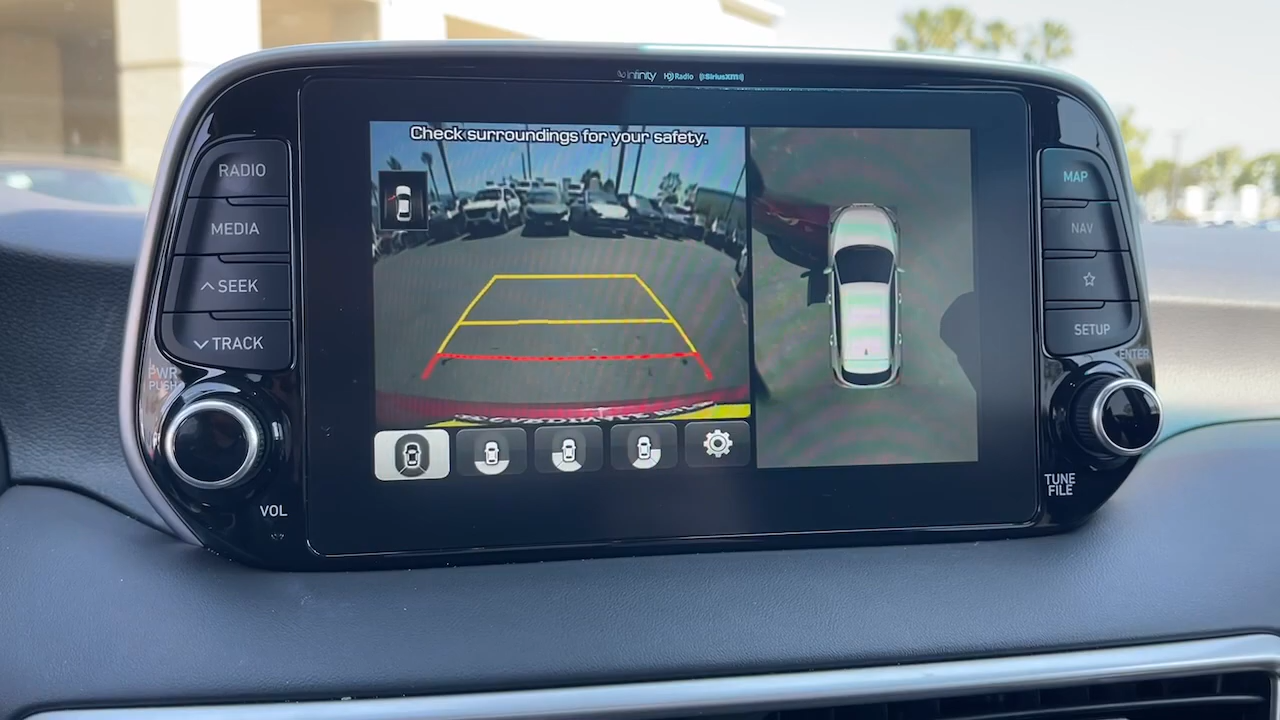 infinity HD Radio ((SiriusXM))
Check surroundings for your safety.
RADIO
MEDIA
SEEK
TRACK
PWR
PUSH
VOL
MAP
NAV
SETUP
ENTER
TUNE
FILE